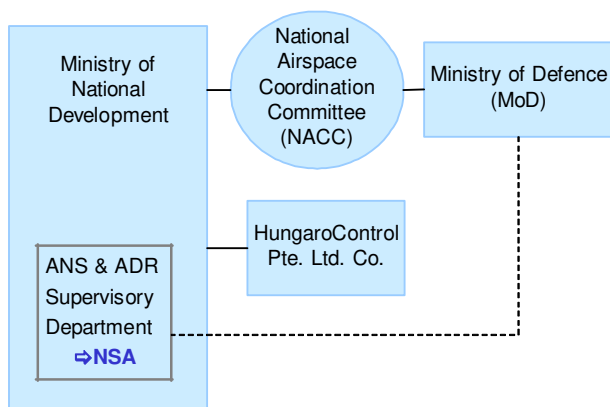 Ministry of
National
Development
National
Airspace
Coordination
Committee
(NACC)
Ministry of Defence
(MoD)
HungaroControl
Pte. Ltd. Co.
ANS & ADR
Supervisory
Department
⇨NSA